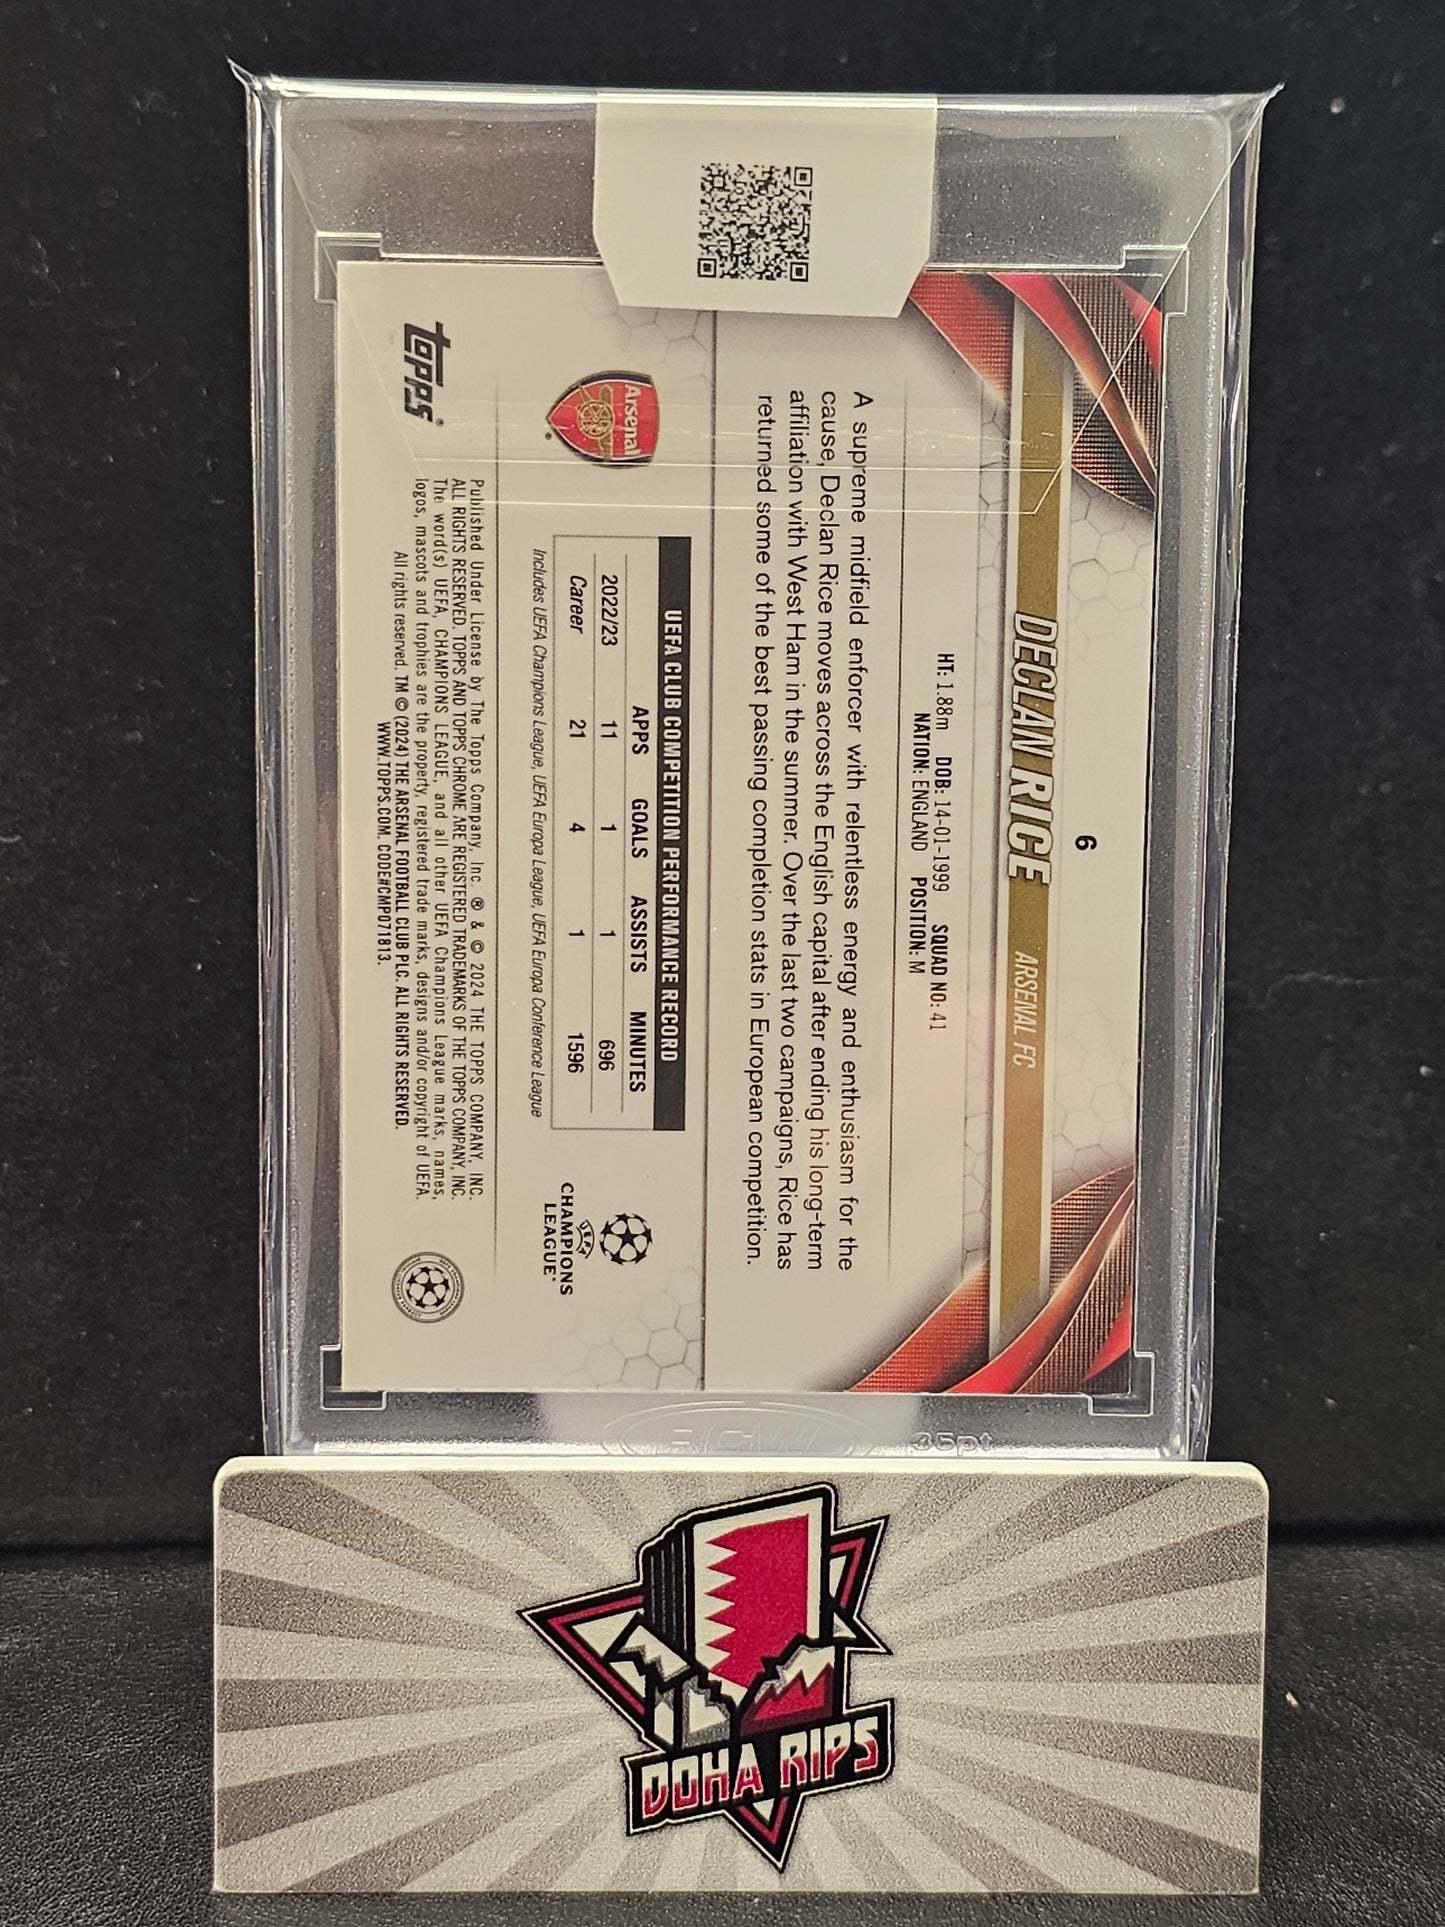 6
DECLAN RICE ARSENAL FC
HT: 1.88m DOB: 14-01-1999 SQUAD NO: 41
NATION: ENGLAND POSITION: M
A supreme midfield enforcer with relentless energy and enthusiasm for the
cause, Declan Rice moves across the English capital after ending his long-term
affiliation with West Ham in the summer. Over the last two campaigns, Rice has
returned some of the best passing completion stats in European competition.
Arsenal
UEFA CLUB COMPETITION PERFORMANCE RECORD
APPS GOALS ASSISTS MINUTES
2022/23 11 1 1 696
Career 21 4 1 1596
Includes UEFA Champions League, UEFA Europa League, UEFA Europa Conference League
UEFA
CHAMPIONS
LEAGUE
topps
Published Under License by The Topps Company, Inc. ® & © 2024 THE TOPPS COMPANY, INC.
ALL RIGHTS RESERVED. TOPPS AND TOPPS CHROME ARE REGISTERED TRADEMARKS OF THE TOPPS COMPANY, INC.
The word(s) UEFA, CHAMPIONS LEAGUE, and all other UEFA Champions League marks, names,
logos, mascots and trophies are the property, registered trade marks, designs and/or copyright of UEFA.
All rights reserved. TM © (2024) THE ARSENAL FOOTBALL CLUB PLC. ALL RIGHTS RESERVED.
WWW.TOPPS.COM. CODE#CMP071813.
BCW 35pt
DOHA RIPS